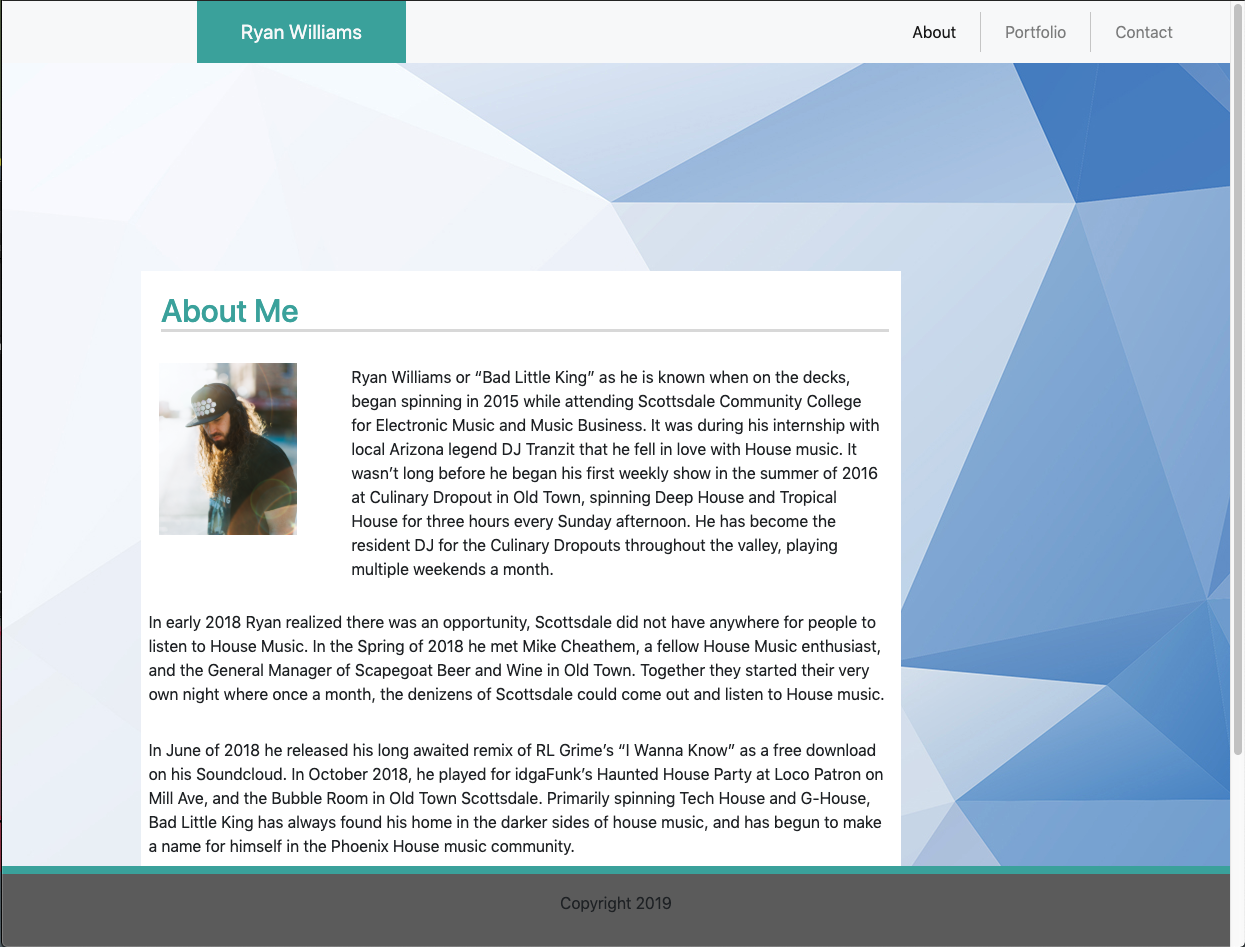 Ryan Williams
About
Portfolio
Contact
About Me
Ryan Williams or “Bad Little King” as he is known when on the decks,
began spinning in 2015 while attending Scottsdale Community College
for Electronic Music and Music Business. It was during his internship with
local Arizona legend DJ Tranzit that he fell in love with House music. It
wasn’t long before he began his first weekly show in the summer of 2016
at Culinary Dropout in Old Town, spinning Deep House and Tropical
House for three hours every Sunday afternoon. He has become the
resident DJ for the Culinary Dropouts throughout the valley, playing
multiple weekends a month.
In early 2018 Ryan realized there was an opportunity, Scottsdale did not have anywhere for people to
listen to House Music. In the Spring of 2018 he met Mike Cheathem, a fellow House Music enthusiast,
and the General Manager of Scapegoat Beer and Wine in Old Town. Together they started their very
own night where once a month, the denizens of Scottsdale could come out and listen to House music.
In June of 2018 he released his long awaited remix of RL Grime’s “I Wanna Know” as a free download
on his Soundcloud. In October 2018, he played for idgaFunk’s Haunted House Party at Loco Patron on
Mill Ave, and the Bubble Room in Old Town Scottsdale. Primarily spinning Tech House and G-House,
Bad Little King has always found his home in the darker sides of house music, and has begun to make
a name for himself in the Phoenix House music community.
Copyright 2019